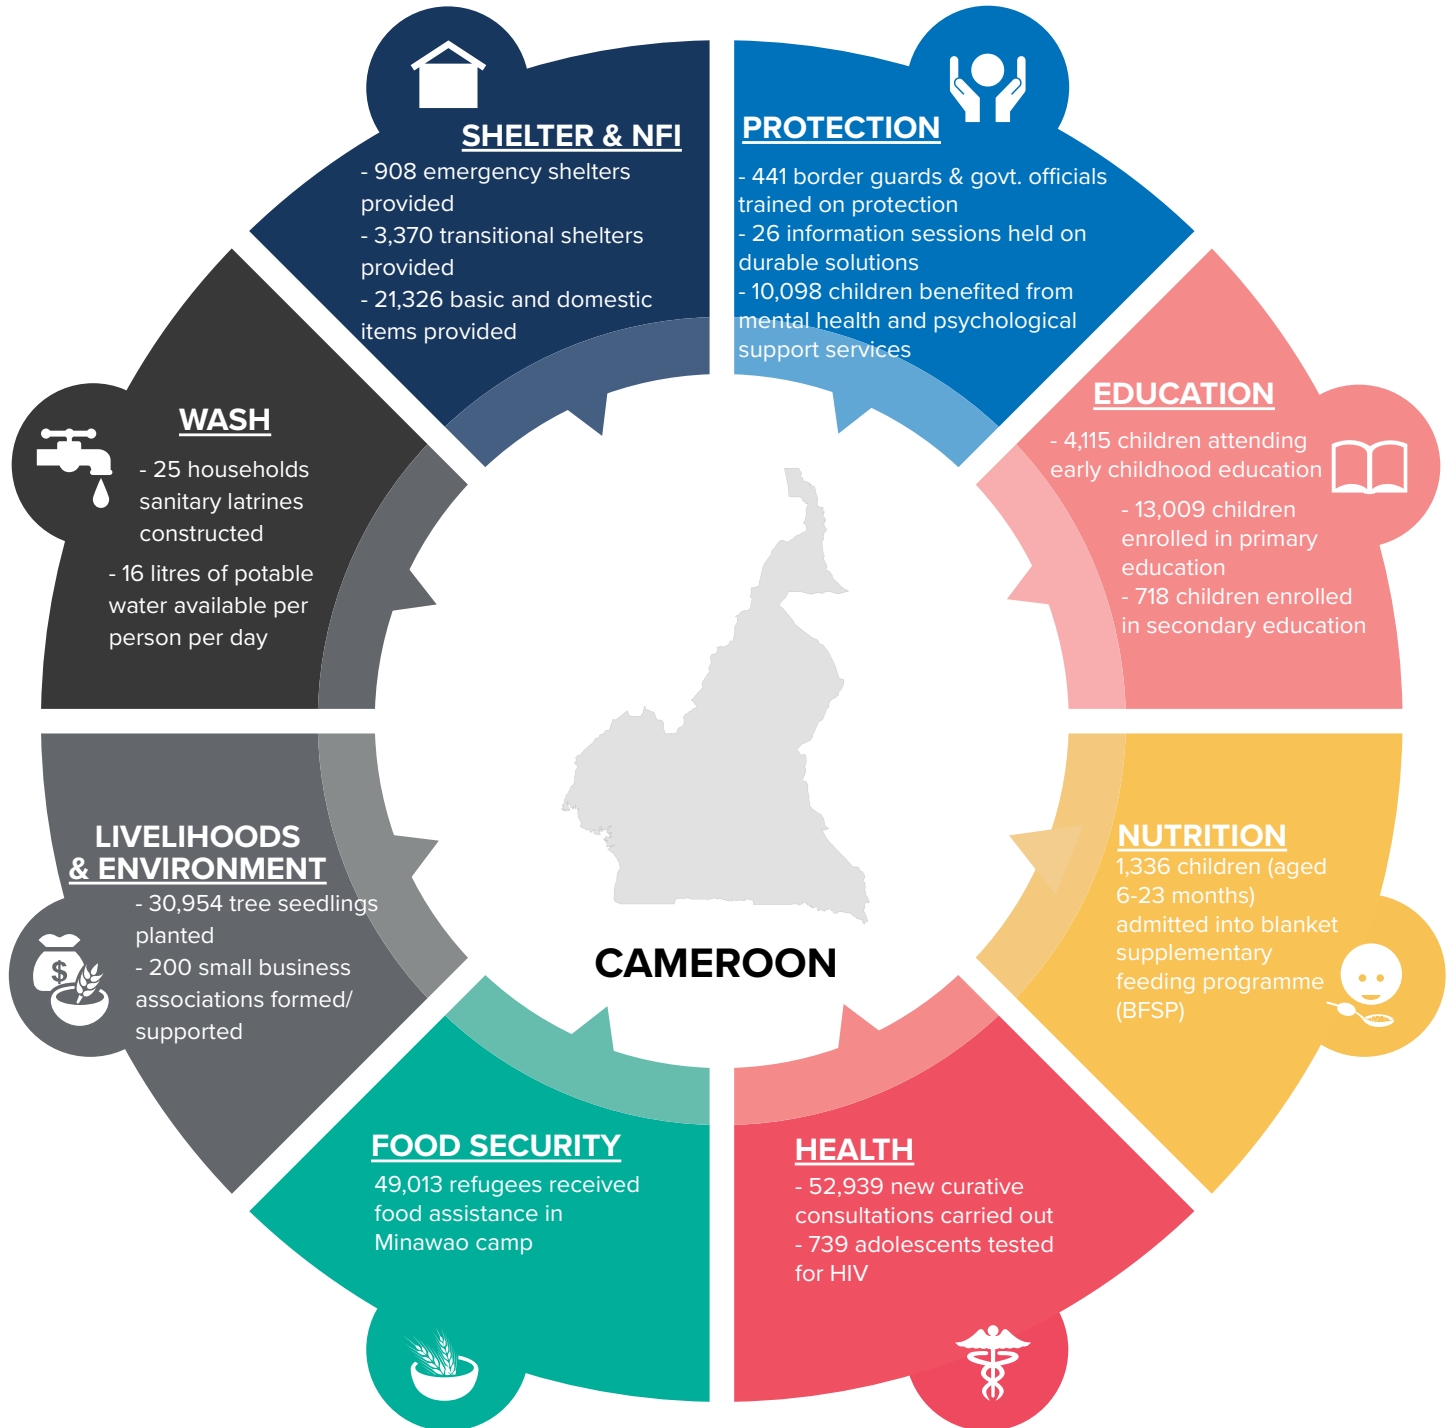 SHELTER & NFI
- 908 emergency shelters
provided
- 3,370 transitional shelters
provided
- 21,326 basic and domestic
items provided
PROTECTION
- 441 border guards & govt. officials
trained on protection
- 26 information sessions held on
durable solutions
- 10,098 children benefited from
mental health and psychological
support services
EDUCATION
- 4,115 children attending
early childhood education
- 13,009 children
enrolled in primary
education
- 718 children enrolled
in secondary education
WASH
- 25 households
sanitary latrines
constructed
- 16 litres of potable
water available per
person per day
LIVELIHOODS
& ENVIRONMENT
- 30,954 tree seedlings
planted
- 200 small business
associations formed/
supported
$
NUTRITION
1,336 children (aged
6-23 months)
admitted into blanket
supplementary
feeding programme
(BFSP)
CAMEROON
FOOD SECURITY
49,013 refugees received
food assistance in
Minawao camp
HEALTH
- 52,939 new curative
consultations carried out
- 739 adolescents tested
for HIV